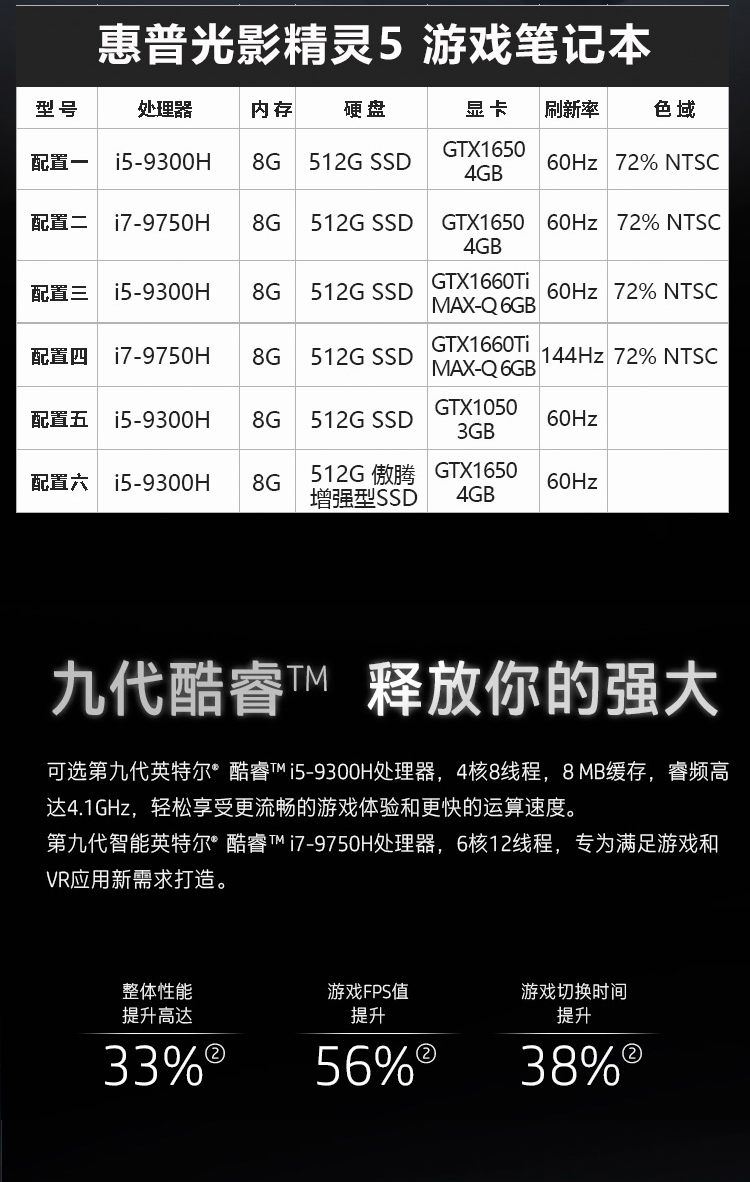 惠普光影精灵5 游戏笔记本
型号 处理器 内存 硬盘 显卡 刷新率 色域
配置一 i5-9300H 8G 512G SSD GTX1650 4GB 60Hz 72% NTSC
配置二 i7-9750H 8G 512G SSD GTX1650 4GB 60Hz 72% NTSC
配置三 i5-9300H 8G 512G SSD GTX1660Ti MAX-Q 6GB 60Hz 72% NTSC
配置四 i7-9750H 8G 512G SSD GTX1660Ti MAX-Q 6GB 144Hz 72% NTSC
配置五 i5-9300H 8G 512G SSD GTX1050 3GB 60Hz
配置六 i5-9300H 8G 512G 傲腾增强型SSD GTX1650 4GB 60Hz
九代酷睿™ 释放你的强大
可选第九代英特尔® 酷睿™ i5-9300H处理器，4核8线程，8 MB缓存，睿频高
达4.1GHz，轻松享受更流畅的游戏体验和更快的运算速度。
第九代智能英特尔® 酷睿™ i7-9750H处理器，6核12线程，专为满足游戏和
VR应用新需求打造。
整体性能 游戏FPS值 游戏切换时间
提升高达 提升 提升
33%② 56%② 38%②